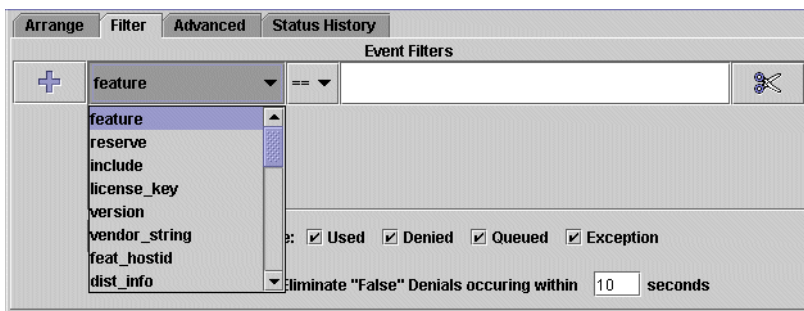 Arrange Filter Advanced Status History
Event Filters
feature ==
feature
reserve
include
license_key
version
vendor_string
feat_hostid
dist_info
e: Used Denied Queued Exception
Eliminate "False" Denials occuring within 10 seconds